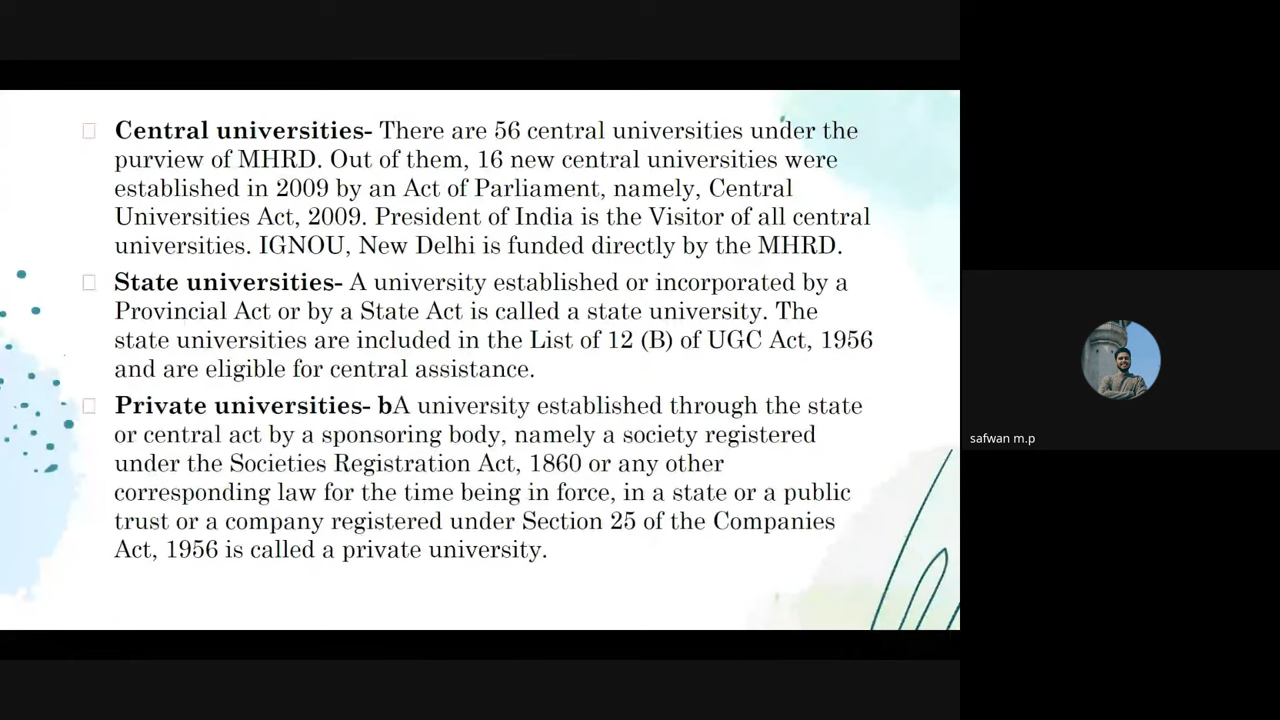 Central universities- There are 56 central universities under the
purview of MHRD. Out of them, 16 new central universities were
established in 2009 by an Act of Parliament, namely, Central
Universities Act, 2009. President of India is the Visitor of all central
universities. IGNOU, New Delhi is funded directly by the MHRD.
State universities- A university established or incorporated by a
Provincial Act or by a State Act is called a state university. The
state universities are included in the List of 12 (B) of UGC Act, 1956
and are eligible for central assistance.
Private universities- bA university established through the state
or central act by a sponsoring body, namely a society registered
under the Societies Registration Act, 1860 or any other
corresponding law for the time being in force, in a state or a public
trust or a company registered under Section 25 of the Companies
Act, 1956 is called a private university.
safwan m.p